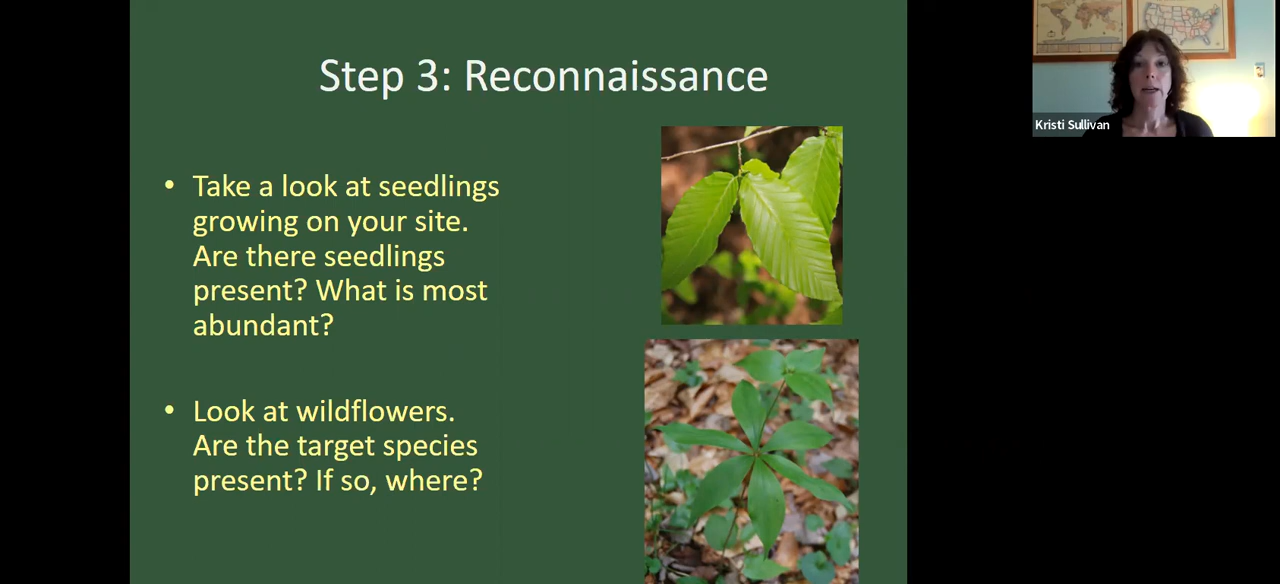 Step 3: Reconnaissance
• Take a look at seedlings
growing on your site.
Are there seedlings
present? What is most
abundant?
• Look at wildflowers.
Are the target species
present? If so, where?
Kristi Sullivan